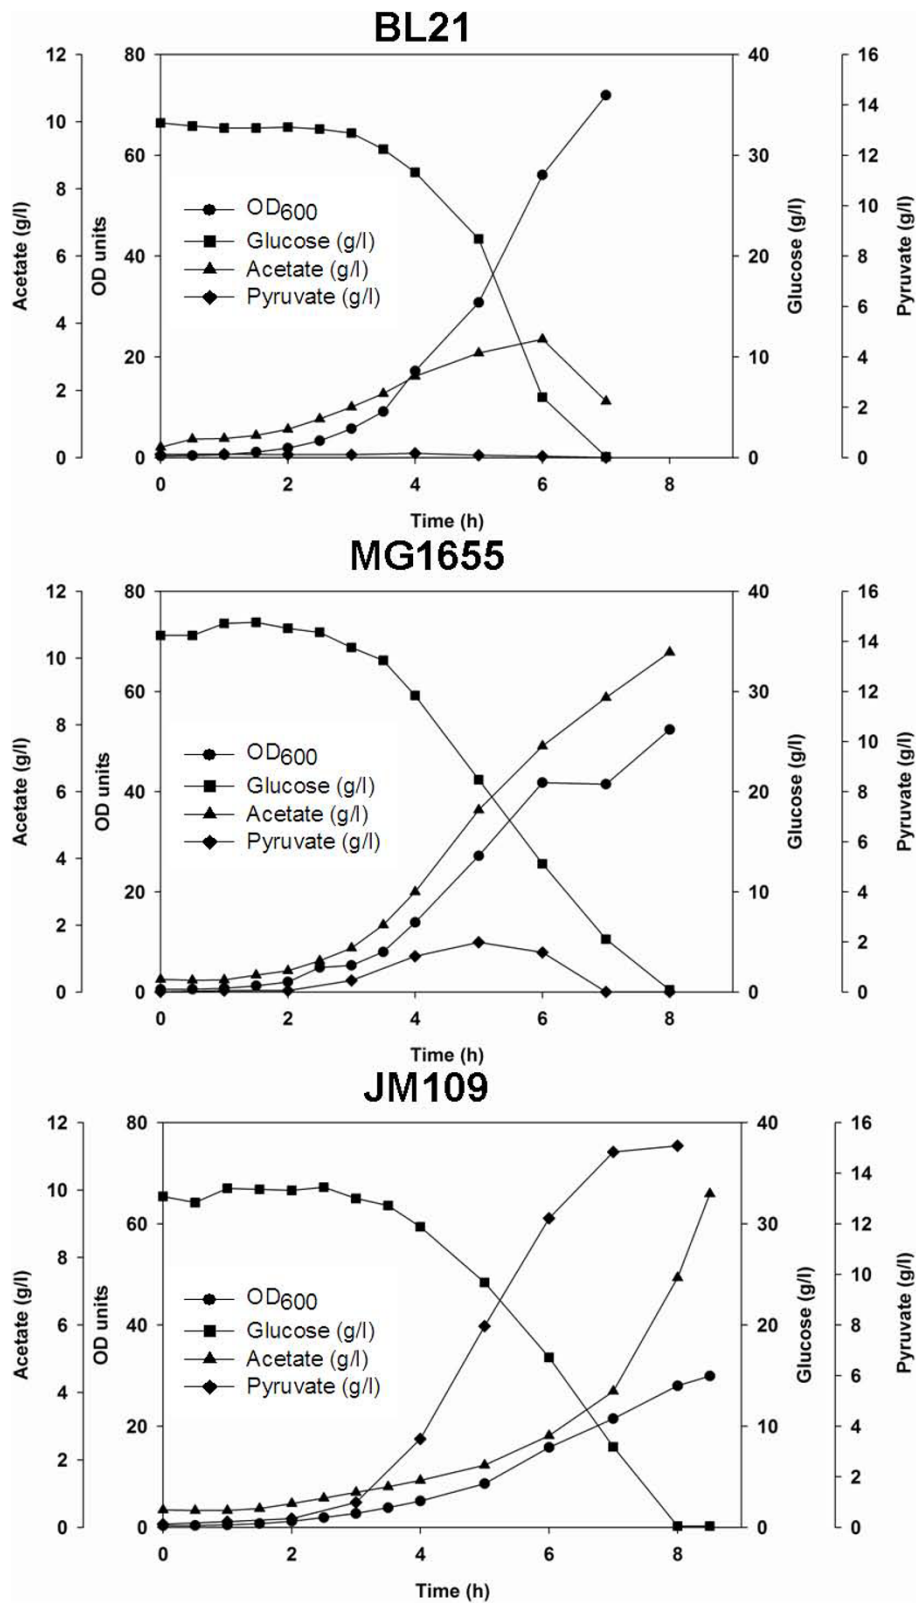 BL21
12 80 40 16
14
10
60 30 12
8
10
6 40 20 8
4 6
20 10 4
2
2
0 0 0 0
Acetate (g/l)
OD units
Glucose (g/l)
Pyruvate (g/l)
OD600
Glucose (g/l)
Acetate (g/l)
Pyruvate (g/l)
0 2 4 6 8
Time (h)
MG1655
12 80 40 16
14
10
60 30 12
8
10
6 40 20 8
4 6
20 10 4
2
2
0 0 0 0
Acetate (g/l)
OD units
Glucose (g/l)
Pyruvate (g/l)
OD600
Glucose (g/l)
Acetate (g/l)
Pyruvate (g/l)
0 2 4 6 8
Time (h)
JM109
12 80 40 16
14
10
60 30 12
8
10
6 40 20 8
4 6
20 10 4
2
2
0 0 0 0
Acetate (g/l)
OD units
Glucose (g/l)
Pyruvate (g/l)
OD600
Glucose (g/l)
Acetate (g/l)
Pyruvate (g/l)
0 2 4 6 8
Time (h)